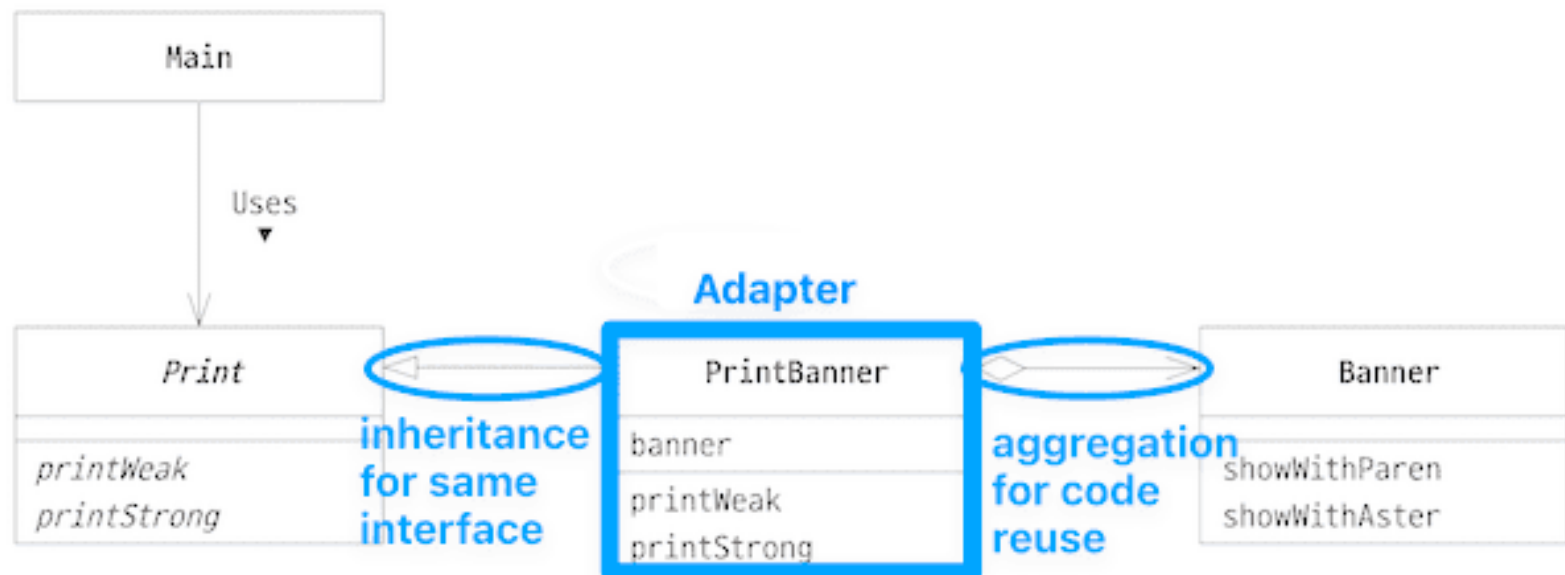 Main
Uses
▼
Adapter
Print
printWeak
printStrong
inheritance
for same
interface
PrintBanner
banner
printWeak
printStrong
aggregation
for code
reuse
Banner
showWithParen
showWithAster